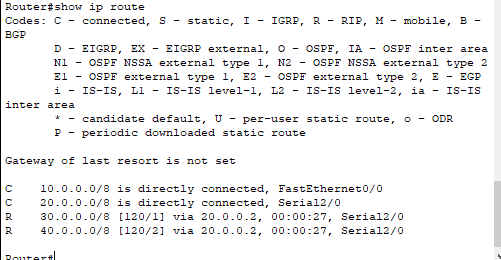 Router#show ip route
Codes: C - connected, S - static, I - IGRP, R - RIP, M - mobile, B -
BGP
D - EIGRP, EX - EIGRP external, O - OSPF, IA - OSPF inter area
N1 - OSPF NSSA external type 1, N2 - OSPF NSSA external type 2
E1 - OSPF external type 1, E2 - OSPF external type 2, E - EGP
i - IS-IS, L1 - IS-IS level-1, L2 - IS-IS level-2, ia - IS-IS
inter area
* - candidate default, U - per-user static route, o - ODR
P - periodic downloaded static route
Gateway of last resort is not set
C 10.0.0.0/8 is directly connected, FastEthernet0/0
C 20.0.0.0/8 is directly connected, Serial2/0
R 30.0.0.0/8 [120/1] via 20.0.0.2, 00:00:27, Serial2/0
R 40.0.0.0/8 [120/2] via 20.0.0.2, 00:00:27, Serial2/0
Router#